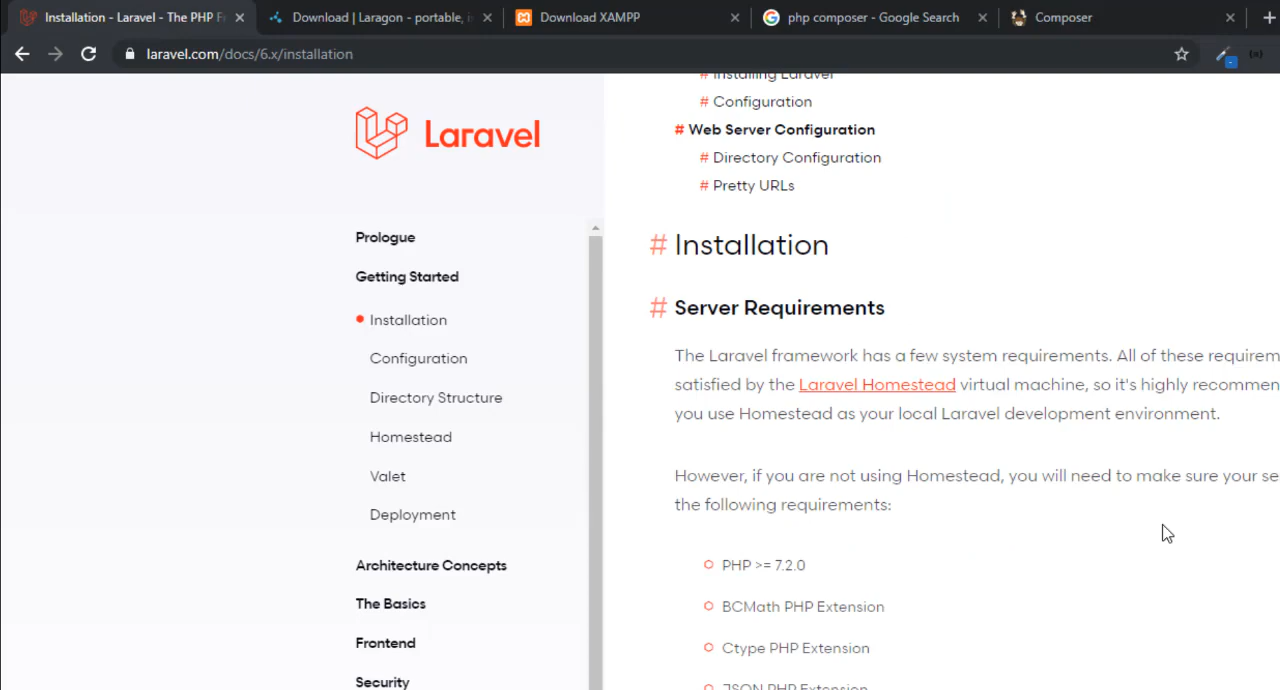 Installation - Laravel - The PHP F
Download | Laragon - portable, i
Download XAMPP
php composer - Google Search
Composer
laravel.com/docs/6.x/installation
# Installing Laravel
# Configuration
# Web Server Configuration
# Directory Configuration
# Pretty URLs
Laravel
Prologue
Getting Started
Installation
Configuration
Directory Structure
Homestead
Valet
Deployment
Architecture Concepts
The Basics
Frontend
Security
# Installation
# Server Requirements
The Laravel framework has a few system requirements. All of these requirem
satisfied by the Laravel Homestead virtual machine, so it's highly recommen
you use Homestead as your local Laravel development environment.
However, if you are not using Homestead, you will need to make sure your se
the following requirements:
PHP >= 7.2.0
BCMath PHP Extension
Ctype PHP Extension
JSON PHP Extension